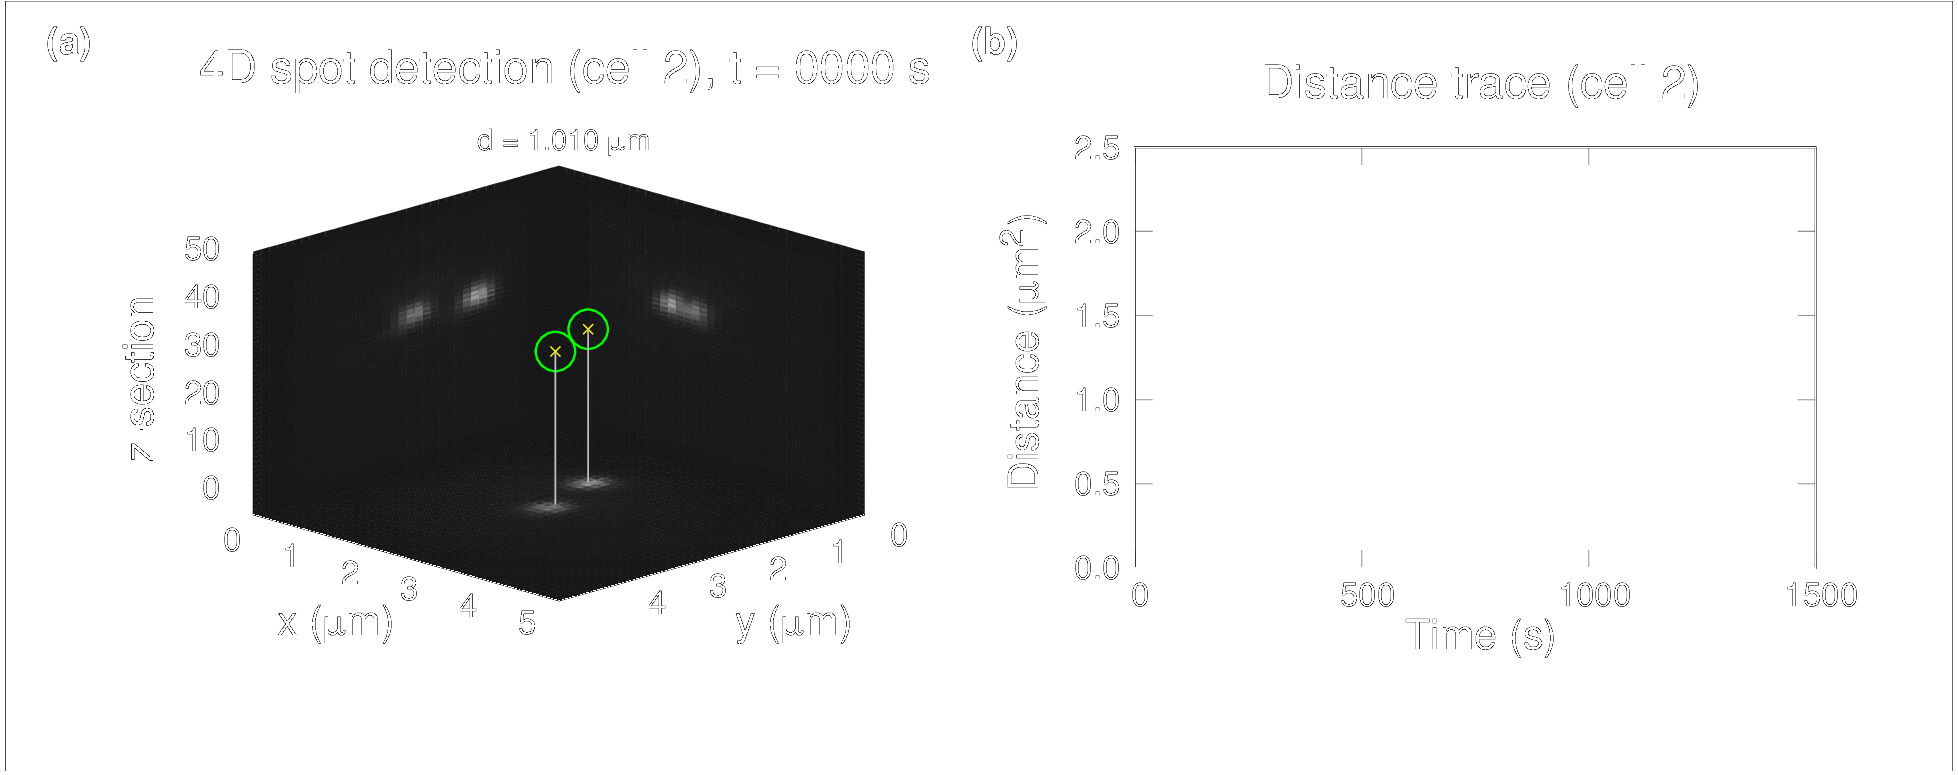 (a)
4D spot detection (cell 2), t = 0000 s
d = 1.010 μm
50
40
30
20
10
0
z section
0
1
2
3
4
5
x (μm)
4
3
2
1
0
y (μm)
(b)
Distance trace (cell 2)
2.5
2.0
1.5
1.0
0.5
0.0
Distance (μm²)
0
500
1000
1500
Time (s)